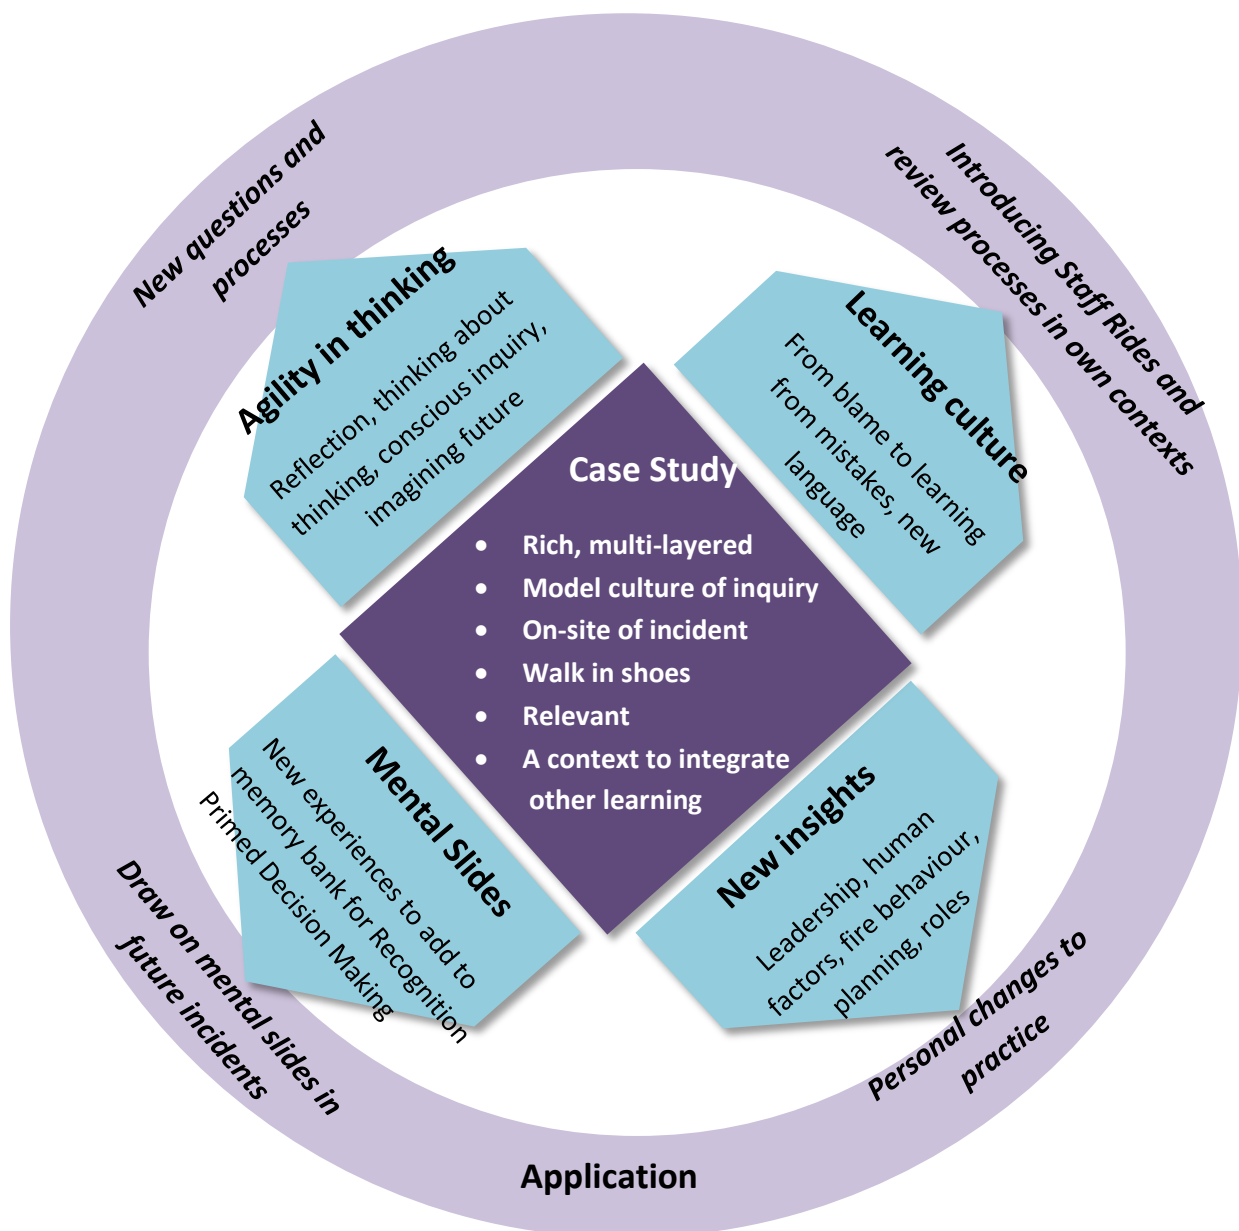 New questions and
processes
Introducing Staff Rides and
review processes in own contexts
Agility in thinking
Reflection, thinking about
thinking, conscious inquiry,
imagining future
Learning culture
From blame to learning
from mistakes, new
language
Case Study
• Rich, multi-layered
• Model culture of inquiry
• On-site of incident
• Walk in shoes
• Relevant
• A context to integrate
other learning
Mental Slides
New experiences to add to
memory bank for Recognition
Primed Decision Making
New insights
Leadership, human
factors, fire behaviour,
planning, roles
Draw on mental slides in
future incidents
Personal changes to
practice
Application